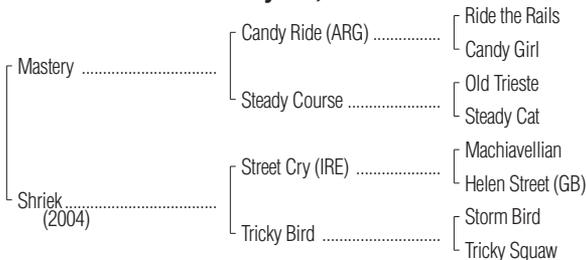 Ride the Rails
Candy Ride (ARG) ................
Candy Girl
Mastery ................................
Old Trieste
Steady Course ......................
Steady Cat
Machiavellian
Street Cry (IRE) ....................
Helen Street (GB)
Shriek....................................
(2004)
Storm Bird
Tricky Bird ............................
Tricky Squaw